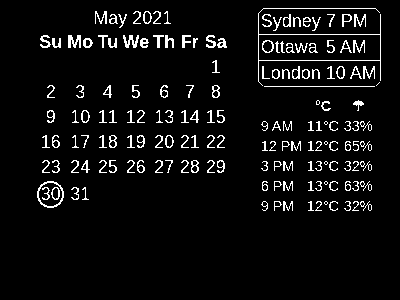 May 2021
Su Mo Tu We Th Fr Sa
1
2 3 4 5 6 7 8
9 10 11 12 13 14 15
16 17 18 19 20 21 22
23 24 25 26 27 28 29
30 31
Sydney 7 PM
Ottawa 5 AM
London 10 AM
°C ☂
9 AM 11°C 33%
12 PM 12°C 65%
3 PM 13°C 32%
6 PM 13°C 63%
9 PM 12°C 32%